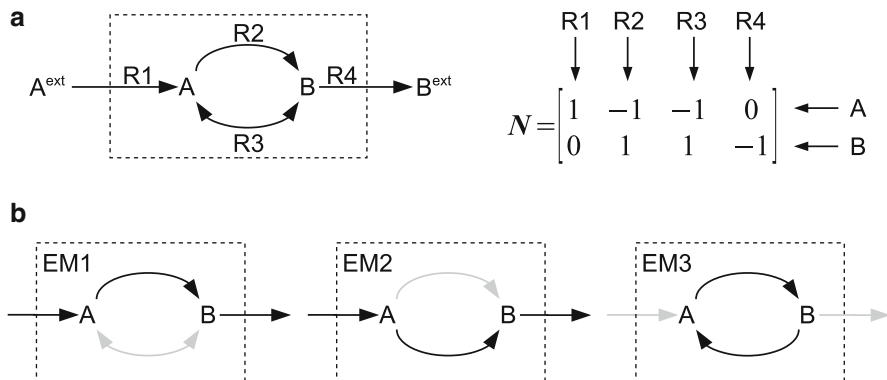 a
R1 R2 R3 R4
R2
A^ext R1 A B R4 B^ext
R3
N = [ 1 −1 −1 0 ] A
[ 0 1 1 −1 ] B
b
EM1 EM2 EM3
A B A B A B